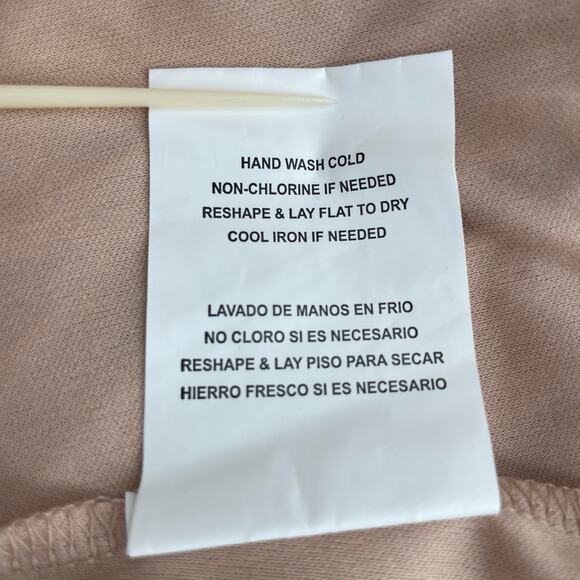 HAND WASH COLD
NON-CHLORINE IF NEEDED
RESHAPE & LAY FLAT TO DRY
COOL IRON IF NEEDED
LAVADO DE MANOS EN FRIO
NO CLORO SI ES NECESARIO
RESHAPE & LAY PISO PARA SECAR
HIERRO FRESCO SI ES NECESARIO